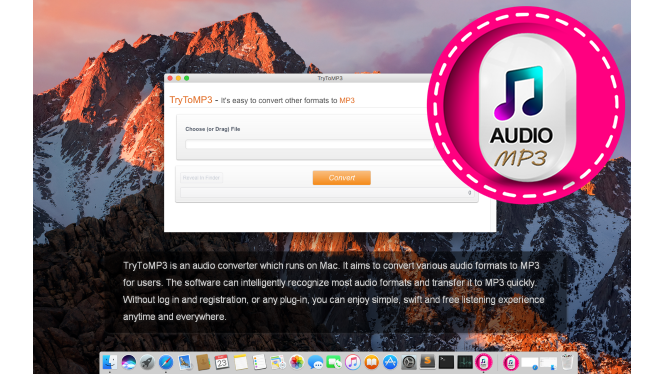 TryToMP3
TryToMP3 - It's easy to convert other formats to MP3
Choose (or Drag) File
Reveal In Folder
Convert
0
AUDIO
MP3
TryToMP3 is an audio converter which runs on Mac. It aims to convert various audio formats to MP3
for users. The software can intelligently recognize most audio formats and transfer it to MP3 quickly.
Without log in and registration, or any plug-in, you can enjoy simple, swift and free listening experience
anytime and everywhere.
23